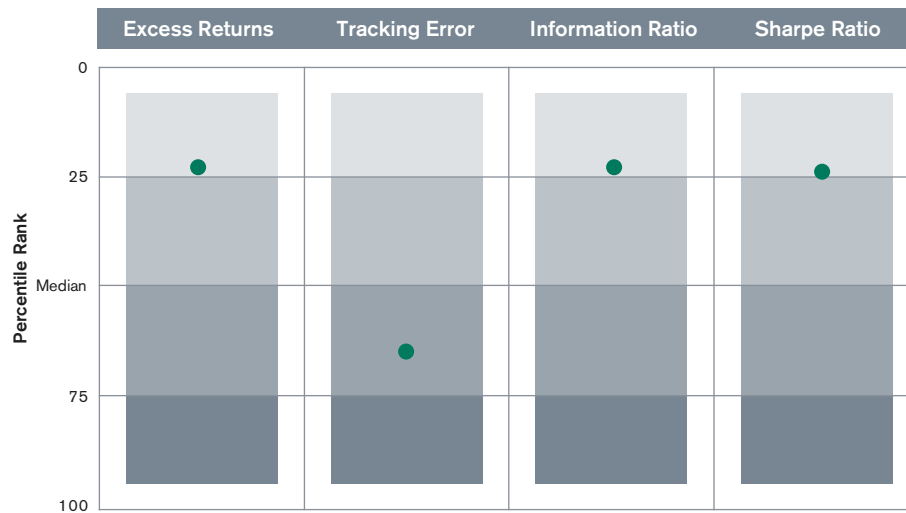 Excess Returns Tracking Error Information Ratio Sharpe Ratio
0
25
Median
75
100
Percentile Rank